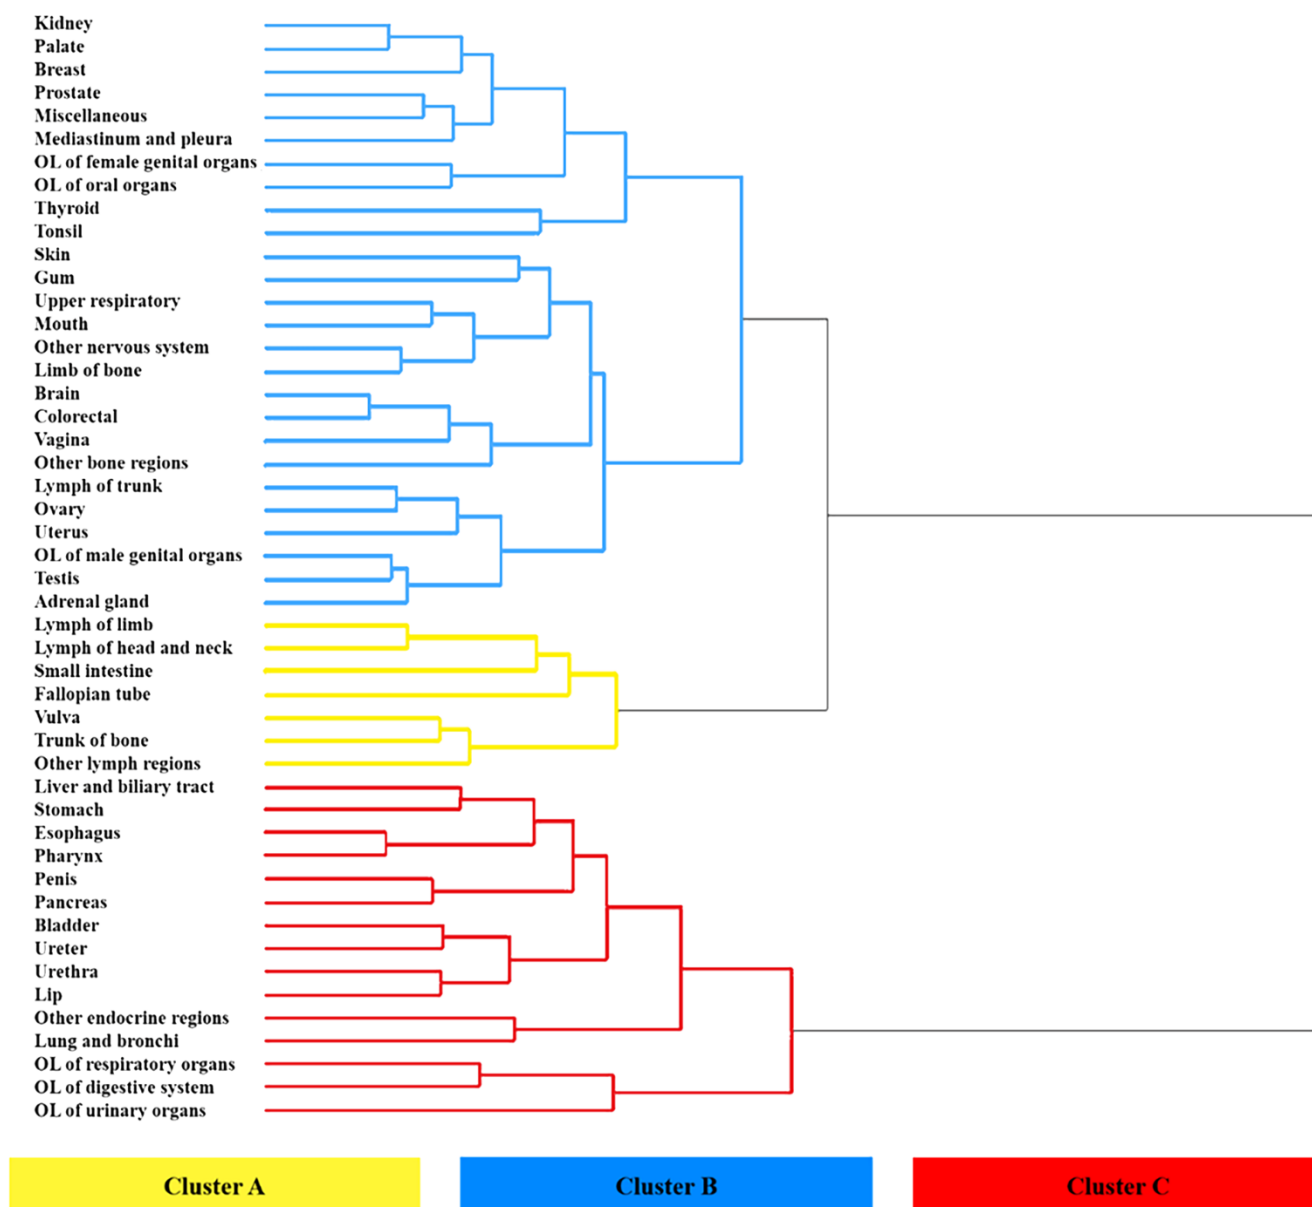 Kidney
Palate
Breast
Prostate
Miscellaneous
Mediastinum and pleura
OL of female genital organs
OL of oral organs
Thyroid
Tonsil
Skin
Gum
Upper respiratory
Mouth
Other nervous system
Limb of bone
Brain
Colorectal
Vagina
Other bone regions
Lymph of trunk
Ovary
Uterus
OL of male genital organs
Testis
Adrenal gland
Lymph of limb
Lymph of head and neck
Small intestine
Fallopian tube
Vulva
Trunk of bone
Other lymph regions
Liver and biliary tract
Stomach
Esophagus
Pharynx
Penis
Pancreas
Bladder
Ureter
Urethra
Lip
Other endocrine regions
Lung and bronchi
OL of respiratory organs
OL of digestive system
OL of urinary organs
Cluster A
Cluster B
Cluster C